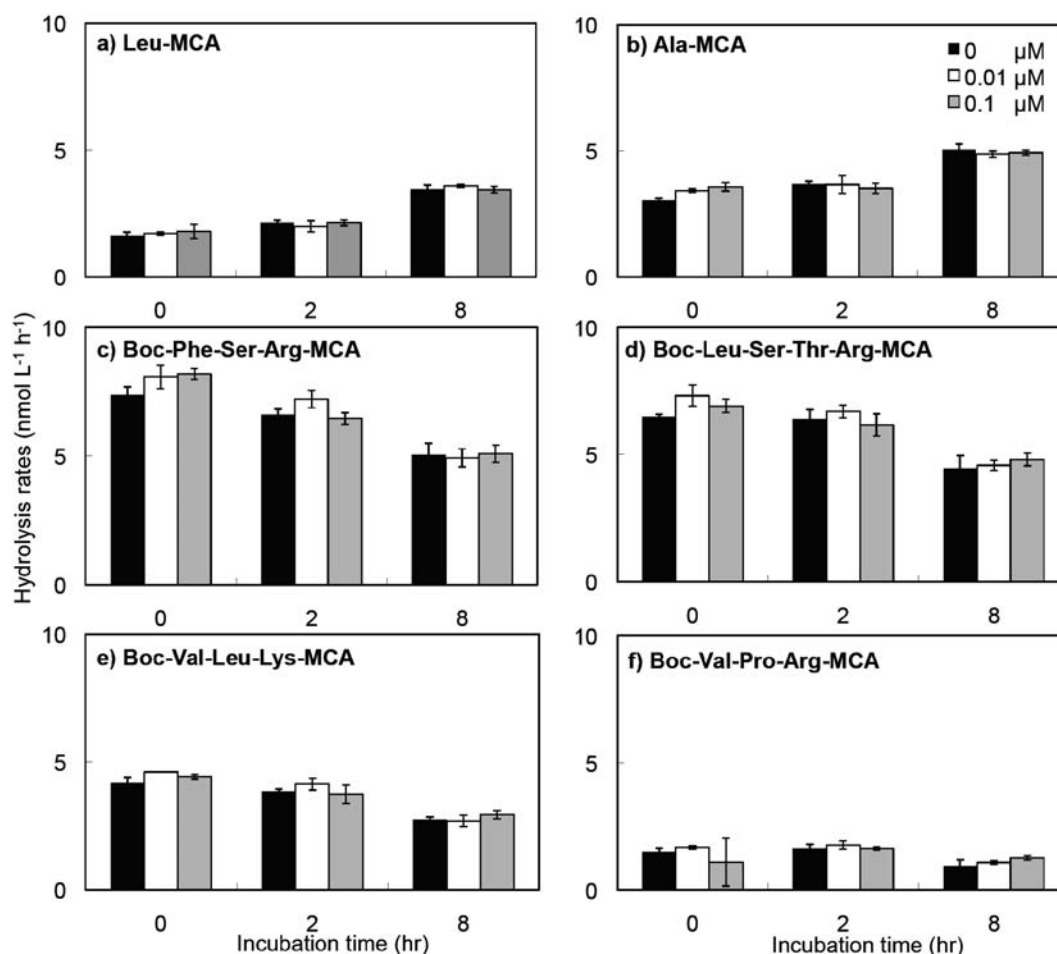 10
a) Leu-MCA
5
0
0 2 8
b) Ala-MCA
0 µM
0.01 µM
0.1 µM
10
5
0
0 2 8
Hydrolysis rates (nmol L⁻¹ h⁻¹)
10
c) Boc-Phe-Ser-Arg-MCA
5
0
0 2 8
10
d) Boc-Leu-Ser-Thr-Arg-MCA
5
0
0 2 8
10
e) Boc-Val-Leu-Lys-MCA
5
0
0 2 8
Incubation time (hr)
10
f) Boc-Val-Pro-Arg-MCA
5
0
0 2 8
Incubation time (hr)